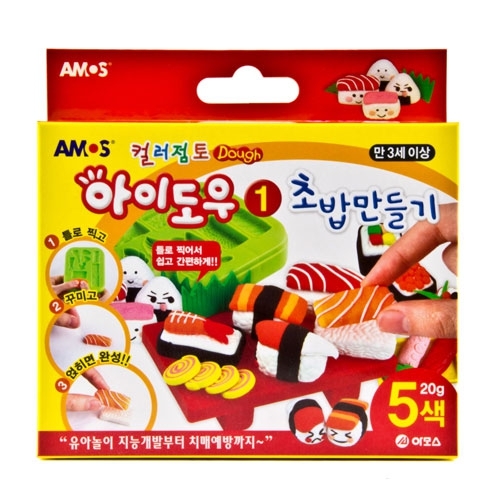 AMOS
AMOS 컬러점토 Dough
만 3세 이상
아이도우 1 초밥만들기
1 틀로 찍고
틀로 찍어서
쉽고 간편하게!!
2 꾸미고
3 얹히면 완성!!
20g
5색
아모스
"유아놀이 지능개발부터 치매예방까지~"